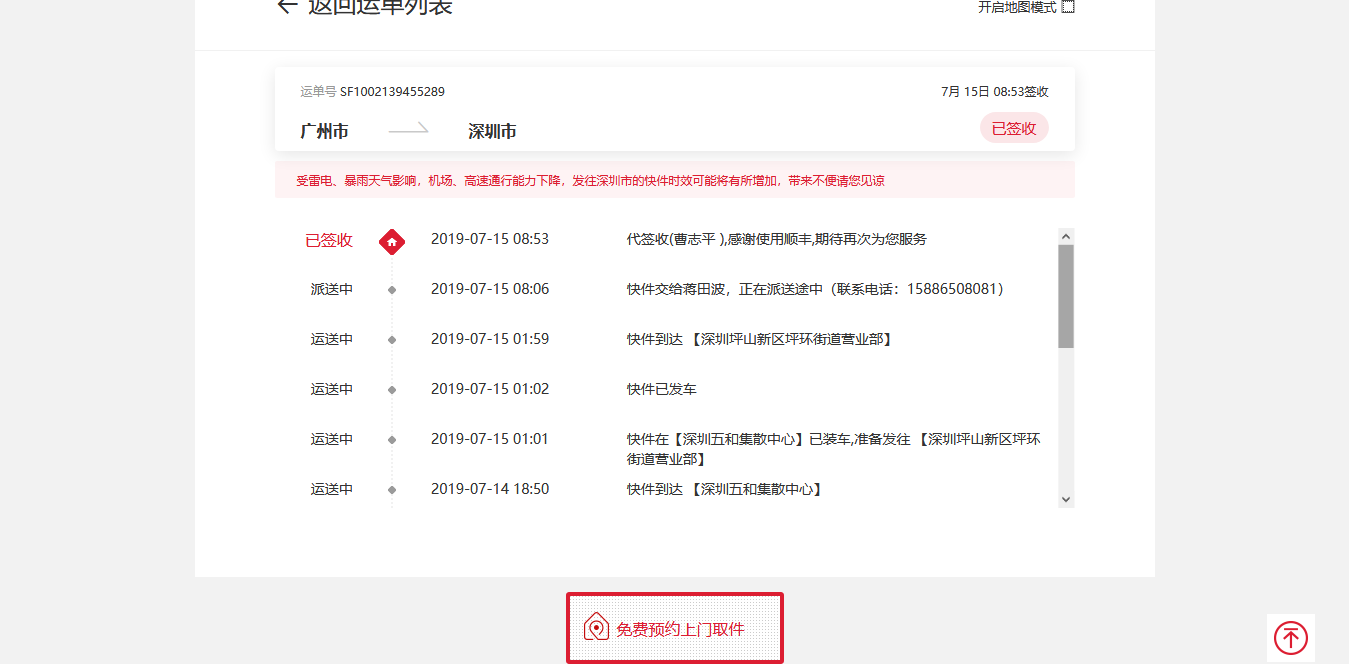 返回运单列表
开启地图模式
运单号 SF1002139455289
7月 15日 08:53签收
广州市
深圳市
已签收
受雷电、暴雨天气影响，机场、高速通行能力下降，发往深圳市的快件时效可能将有所增加，带来不便请您见谅
已签收 2019-07-15 08:53 代签收(曹志平 ),感谢使用顺丰,期待再次为您服务
派送中 2019-07-15 08:06 快件交给蒋田波，正在派送途中（联系电话：15886508081）
运送中 2019-07-15 01:59 快件到达 【深圳坪山新区坪环街道营业部】
运送中 2019-07-15 01:02 快件已发车
运送中 2019-07-15 01:01 快件在【深圳五和集散中心】已装车,准备发往 【深圳坪山新区坪环
街道营业部】
运送中 2019-07-14 18:50 快件到达 【深圳五和集散中心】
免费预约上门取件